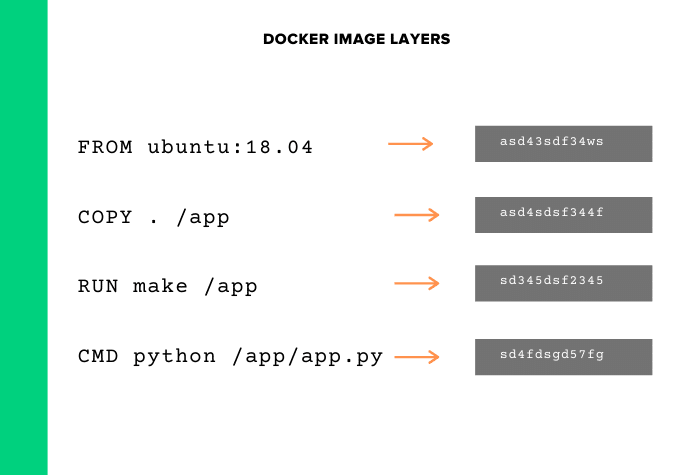 DOCKER IMAGE LAYERS
FROM ubuntu:18.04
asd43sdf34ws
COPY . /app
asd4sdsf344f
RUN make /app
sd345dsf2345
CMD python /app/app.py
sd4fdsgd57fg